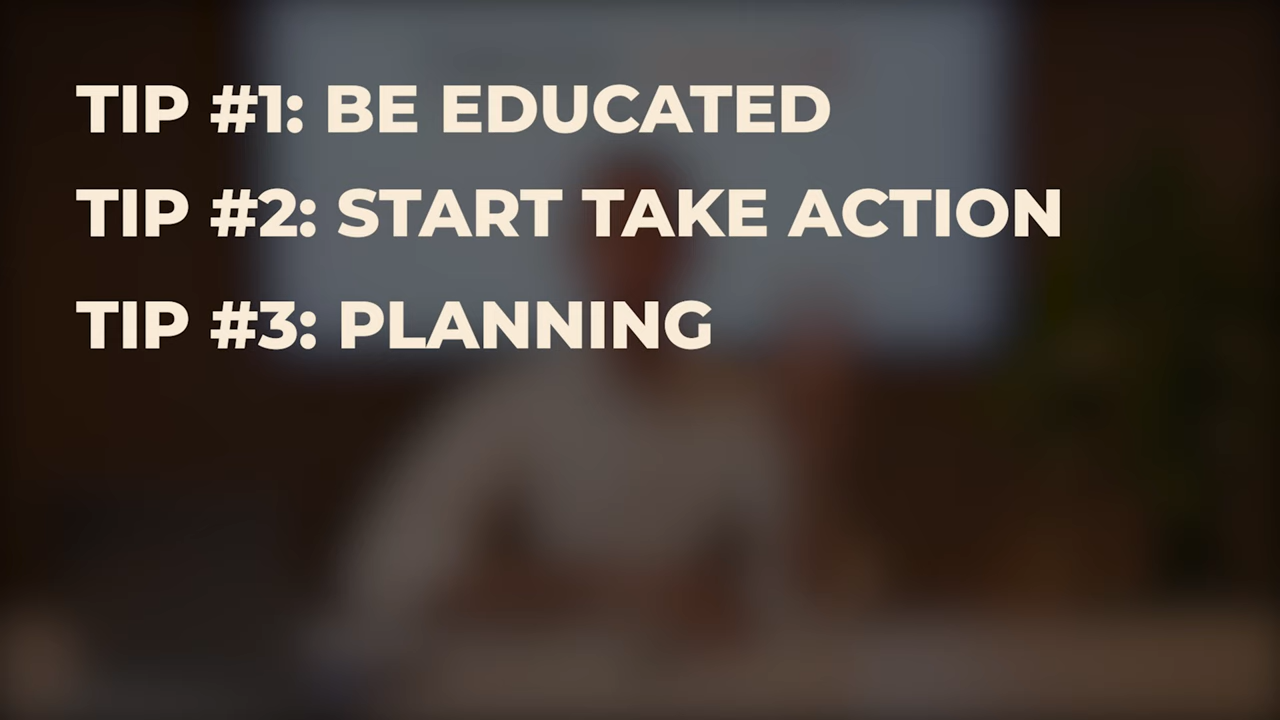 TIP #1: BE EDUCATED
TIP #2: START TAKE ACTION
TIP #3: PLANNING